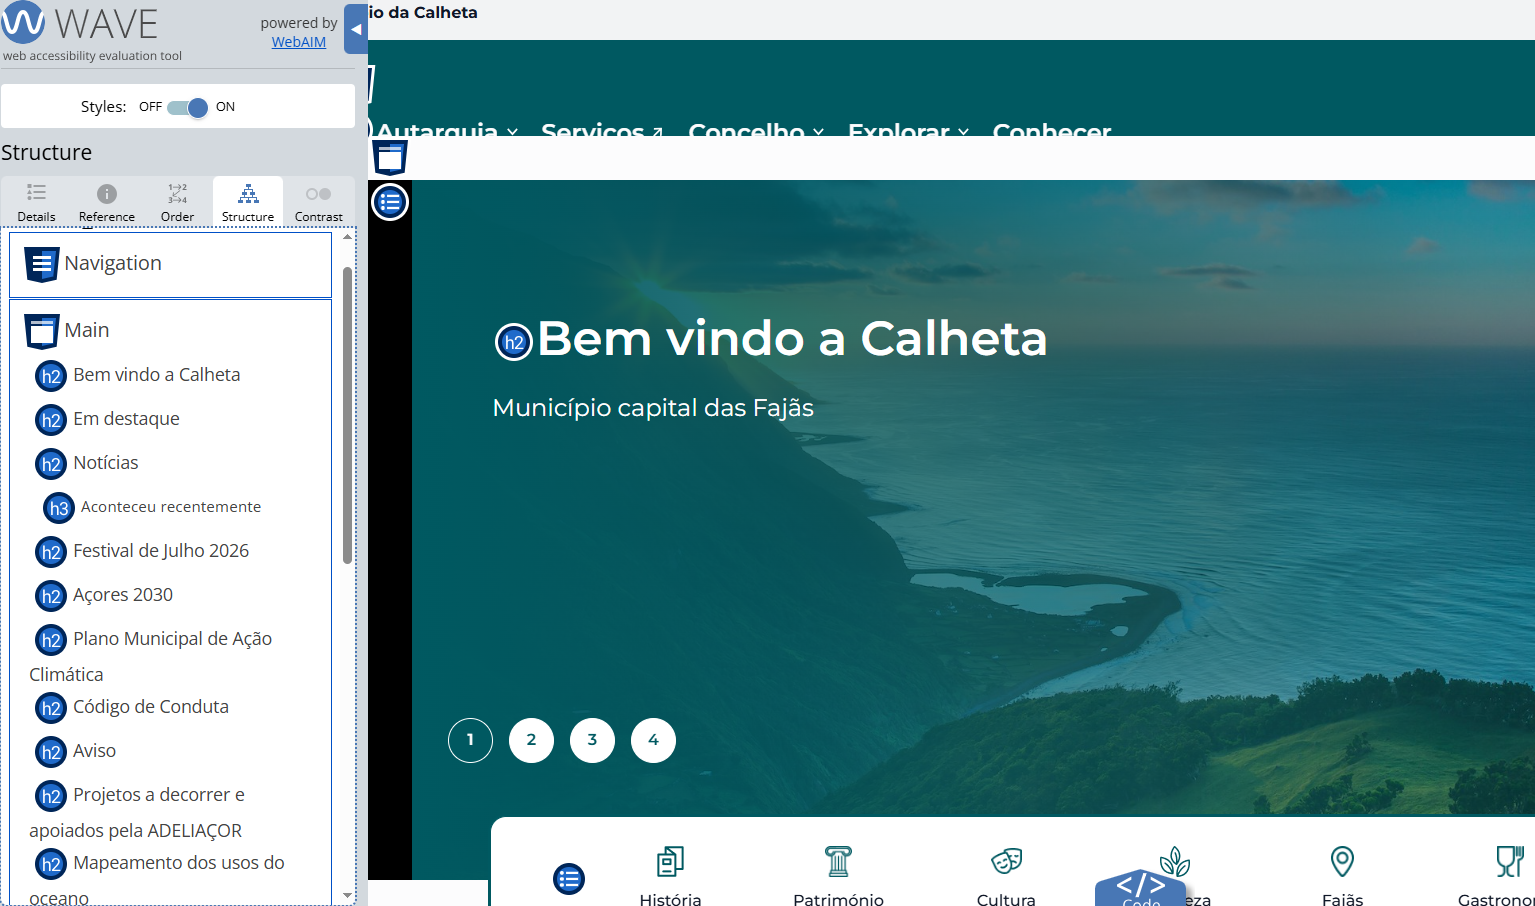 WAVE
powered by
WebAIM
web accessibility evaluation tool
Styles: OFF ON
Structure
Details
Reference
Order
Structure
Contrast
Navigation
Main
h2 Bem vindo a Calheta
h2 Em destaque
h2 Notícias
h3 Aconteceu recentemente
h2 Festival de Julho 2026
h2 Açores 2030
h2 Plano Municipal de Ação
Climática
h2 Código de Conduta
h2 Aviso
h2 Projetos a decorrer e
apoiados pela ADELIAÇOR
h2 Mapeamento dos usos do
oceano
io da Calheta
Autarquia Serviços Concelho Explorar Conhecer
h2 Bem vindo a Calheta
Município capital das Fajãs
1 2 3 4
História Património Cultura eza Fajãs Gastrono
</> Code